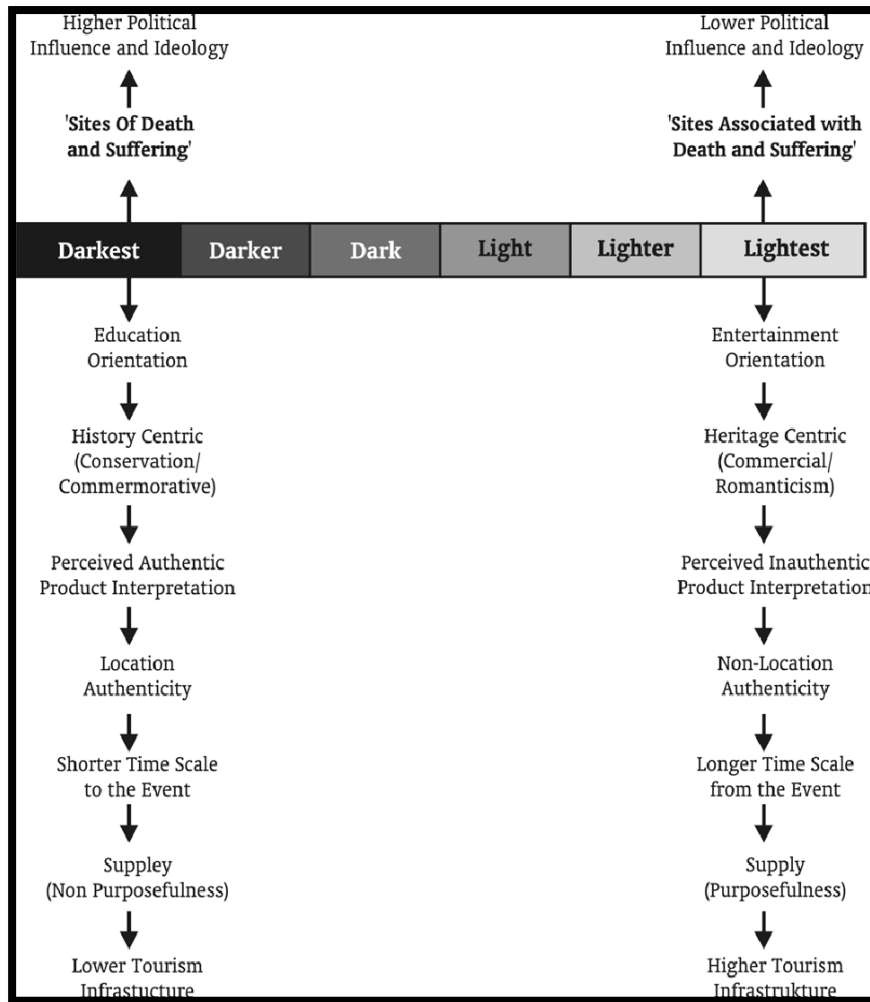 Higher Political
Influence and Ideology
Lower Political
Influence and Ideology
'Sites Of Death
and Suffering'
'Sites Associated with
Death and Suffering'
Darkest Darker Dark Light Lighter Lightest
Education
Orientation
Entertainment
Orientation
History Centric
(Conservation/
Commermorative)
Heritage Centric
(Commercial/
Romanticism)
Perceived Authentic
Product Interpretation
Perceived Inauthentic
Product Interpretation
Location
Authenticity
Non-Location
Authenticity
Shorter Time Scale
to the Event
Longer Time Scale
from the Event
Suppley
(Non Purposefulness)
Supply
(Purposefulness)
Lower Tourism
Infrastucture
Higher Tourism
Infrastrukture